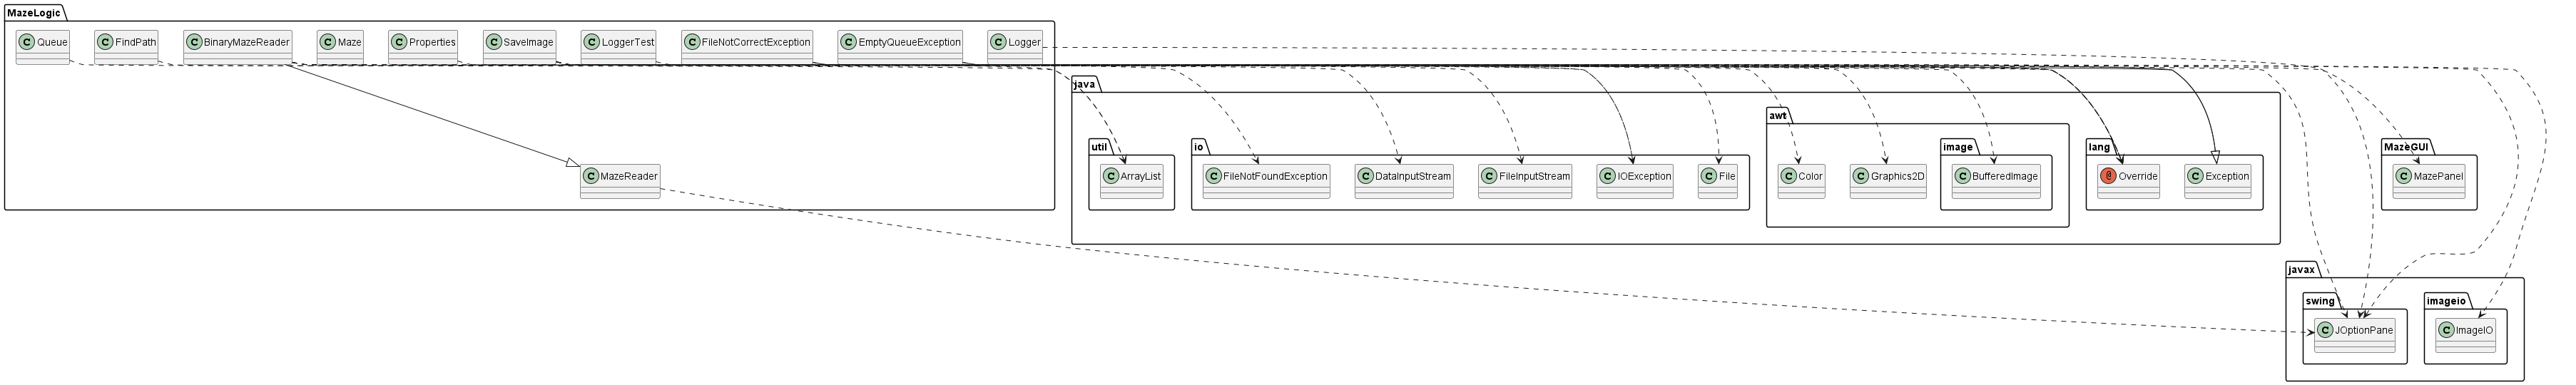 MazeLogic
C Queue
C FindPath
C BinaryMazeReader
C Maze
C Properties
C SaveImage
C LoggerTest
C FileNotCorrectException
C EmptyQueueException
C Logger
java
awt
util
io
image
lang
MazeGUI
C MazeReader
C ArrayList
C FileNotFoundException
C DataInputStream
C FileInputStream
C IOException
C File
C Color
C Graphics2D
C BufferedImage
@ Override
C Exception
C MazePanel
javax
swing
imageio
C JOptionPane
C ImageIO